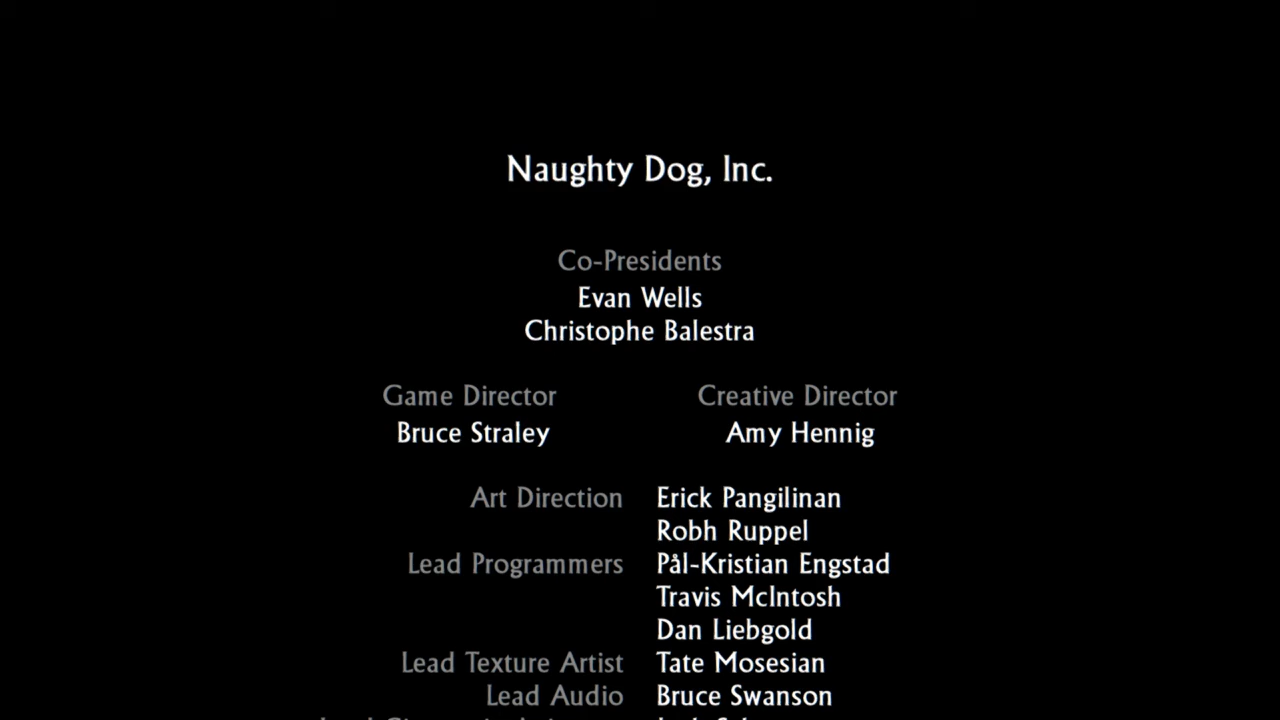 Naughty Dog, Inc.
Co-Presidents
Evan Wells
Christophe Balestra
Game Director Creative Director
Bruce Straley Amy Hennig
Art Direction Erick Pangilinan
Robh Ruppel
Lead Programmers Pål-Kristian Engstad
Travis McIntosh
Dan Liebgold
Lead Texture Artist Tate Mosesian
Lead Audio Bruce Swanson